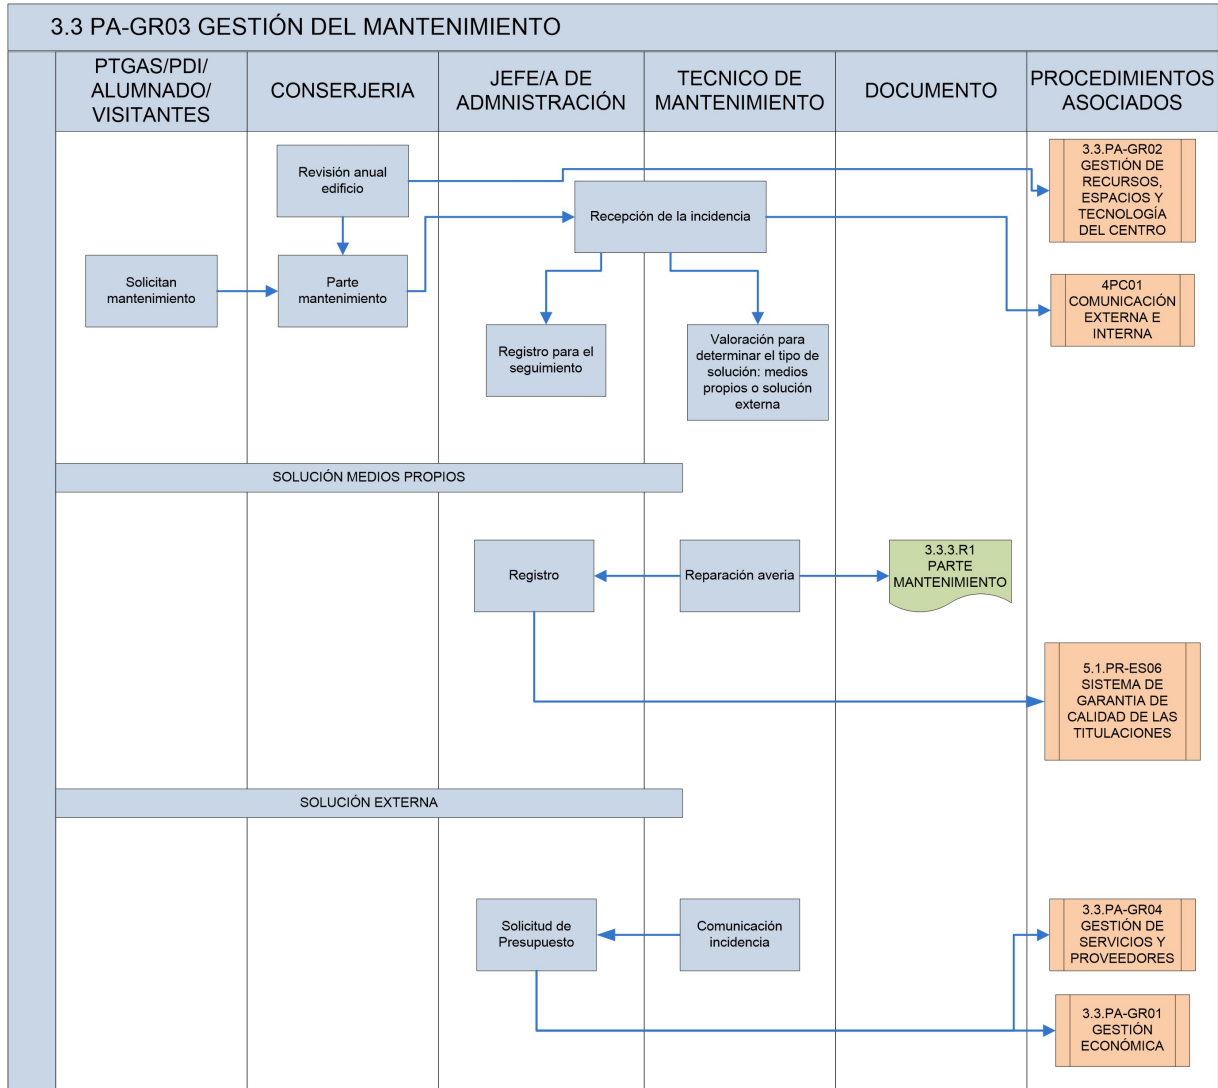 3.3 PA-GR03 GESTIÓN DEL MANTENIMIENTO
PTGAS/PDI/
ALUMNADO/
VISITANTES
CONSERJERIA
JEFE/A DE
ADMNISTRACIÓN
TECNICO DE
MANTENIMIENTO
DOCUMENTO
PROCEDIMIENTOS
ASOCIADOS
Revisión anual
edificio
3.3.PA-GR02
GESTIÓN DE
RECURSOS,
ESPACIOS Y
TECNOLOGÍA
DEL CENTRO
Recepción de la incidencia
Solicitan
mantenimiento
Parte
mantenimiento
4PC01
COMUNICACIÓN
EXTERNA E
INTERNA
Registro para el
seguimiento
Valoración para
determinar el tipo de
solución: medios
propios o solución
externa
SOLUCIÓN MEDIOS PROPIOS
Registro
Reparación averia
3.3.3.R1
PARTE
MANTENIMIENTO
5.1.PR-ES06
SISTEMA DE
GARANTIA DE
CALIDAD DE LAS
TITULACIONES
SOLUCIÓN EXTERNA
Solicitud de
Presupuesto
Comunicación
incidencia
3.3.PA-GR04
GESTIÓN DE
SERVICIOS Y
PROVEEDORES
3.3.PA-GR01
GESTIÓN
ECONÓMICA